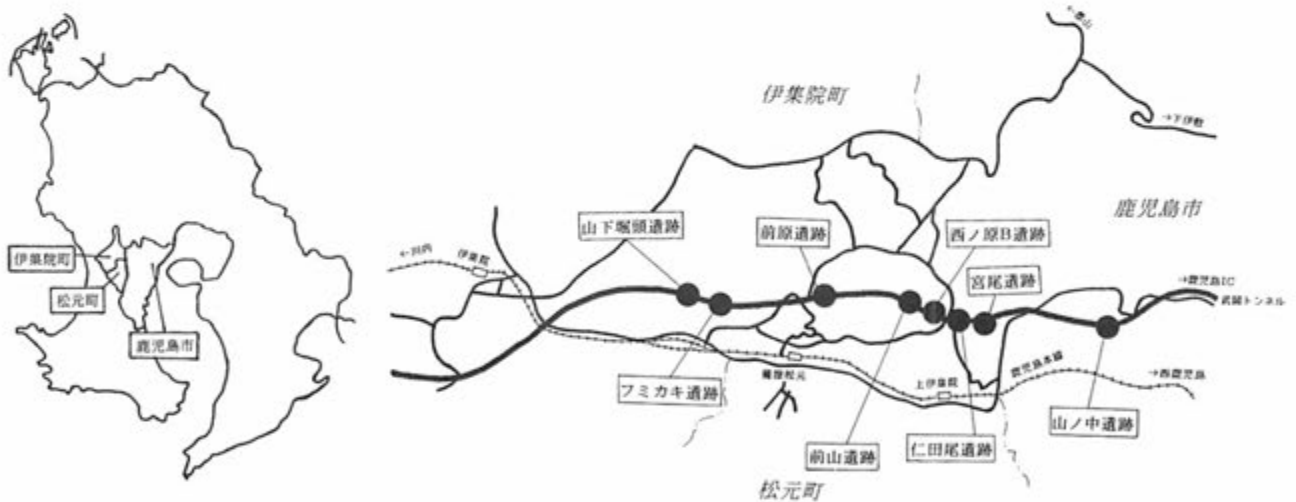 伊集院町
松元町
鹿児島市
伊集院町
鹿児島市
→下伊敷
山下堀頭遺跡
前原遺跡
西ノ原B遺跡
宮尾遺跡
←川内
伊集院
→鹿児島IC
武岡トンネル
フミカキ遺跡
薩摩松元
上伊集院
鹿児島本線
→西鹿児島
前山遺跡
仁田尾遺跡
山ノ中遺跡
松元町